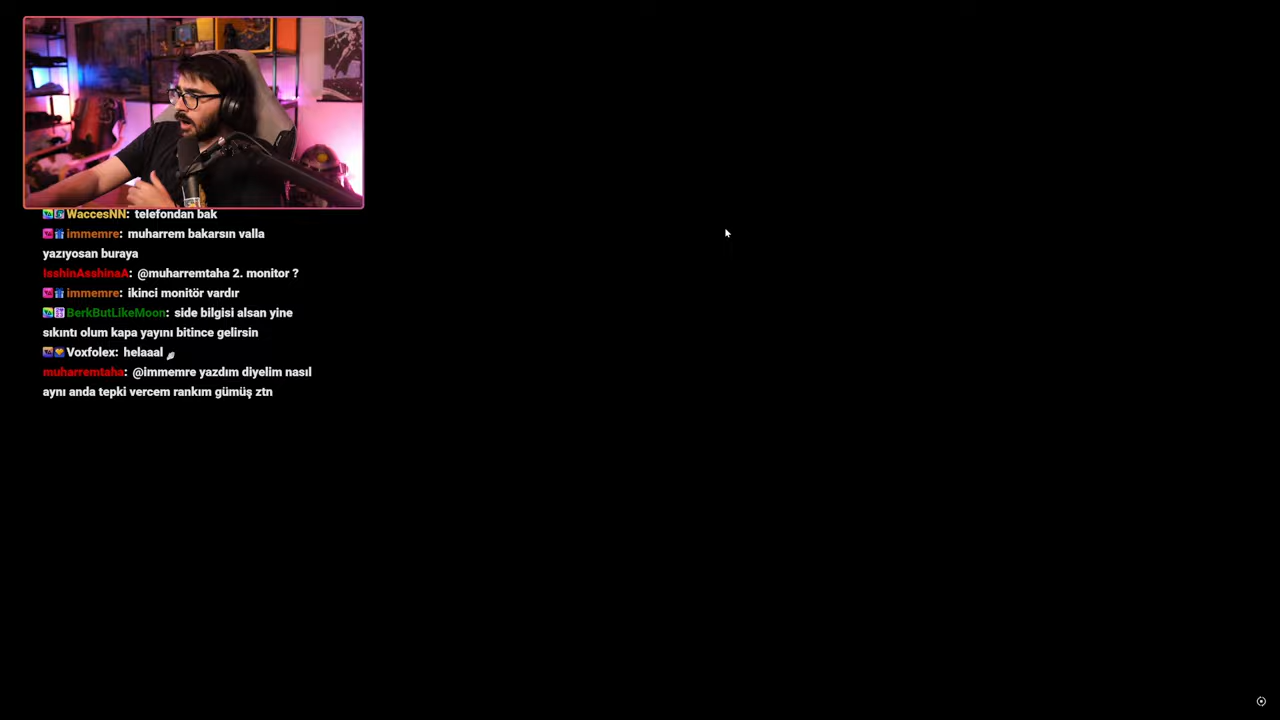 WaccesNN: telefondan bak
immemre: muharrem bakarsın valla
yazıyosan buraya
IsshinAsshinaA: @muharremtaha 2. monitor ?
immemre: ikinci monitör vardır
BerkButLikeMoon: side bilgisi alsan yine
sıkıntı olum kapa yayını bitince gelirsin
Voxfolex: helaaal
muharremtaha: @immemre yazdım diyelim nasıl
aynı anda tepki vercem rankım gümüş ztn